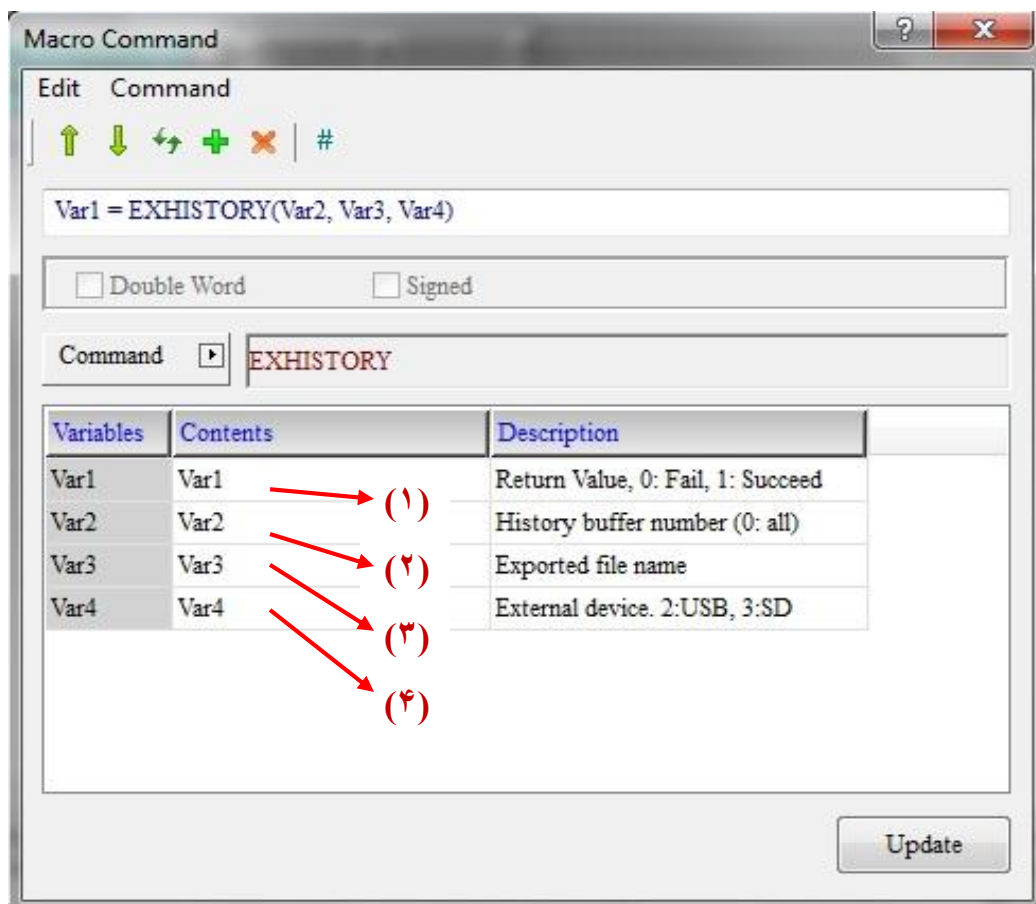 Macro Command
? x
Edit Command
#
Var1 = EXHISTORY(Var2, Var3, Var4)
Double Word Signed
Command EXHISTORY
Variables Contents Description
Var1 Var1 Return Value, 0: Fail, 1: Succeed
(۱)
Var2 Var2 History buffer number (0: all)
Var3 Var3 (۲) Exported file name
Var4 Var4 External device. 2:USB, 3:SD
(۳)
(۴)
Update